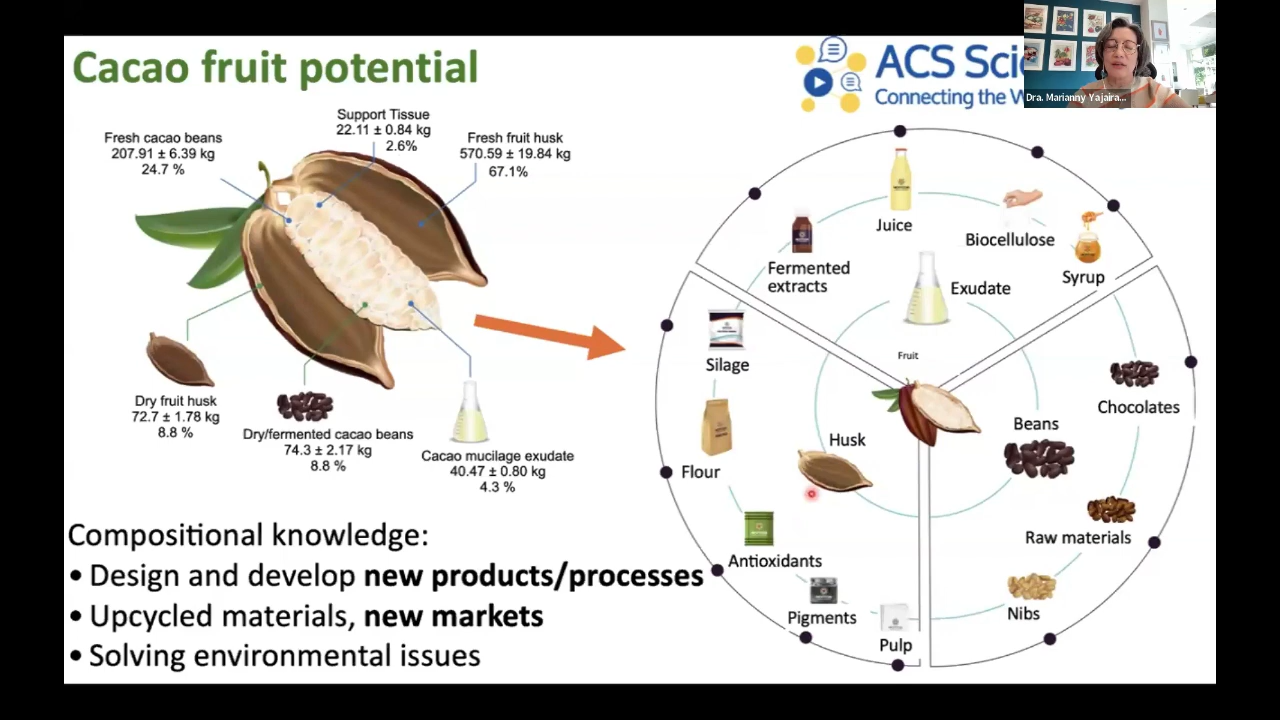 Cacao fruit potential
ACS Sci
Connecting the W
Dra. Marianny Yajaira...
Support Tissue
22.11 ± 0.84 kg
2.6%
Fresh cacao beans
207.91 ± 6.39 kg
24.7 %
Fresh fruit husk
570.59 ± 19.84 kg
67.1%
Dry fruit husk
72.7 ± 1.78 kg
8.8 %
Dry/fermented cacao beans
74.3 ± 2.17 kg
8.8 %
Cacao mucilage exudate
40.47 ± 0.80 kg
4.3 %
Juice
Biocellulose
Syrup
Fermented
extracts
Exudate
Fruit
Silage
Flour
Husk
Antioxidants
Pigments
Pulp
Beans
Chocolates
Raw materials
Nibs
Compositional knowledge:
• Design and develop new products/processes
• Upcycled materials, new markets
• Solving environmental issues